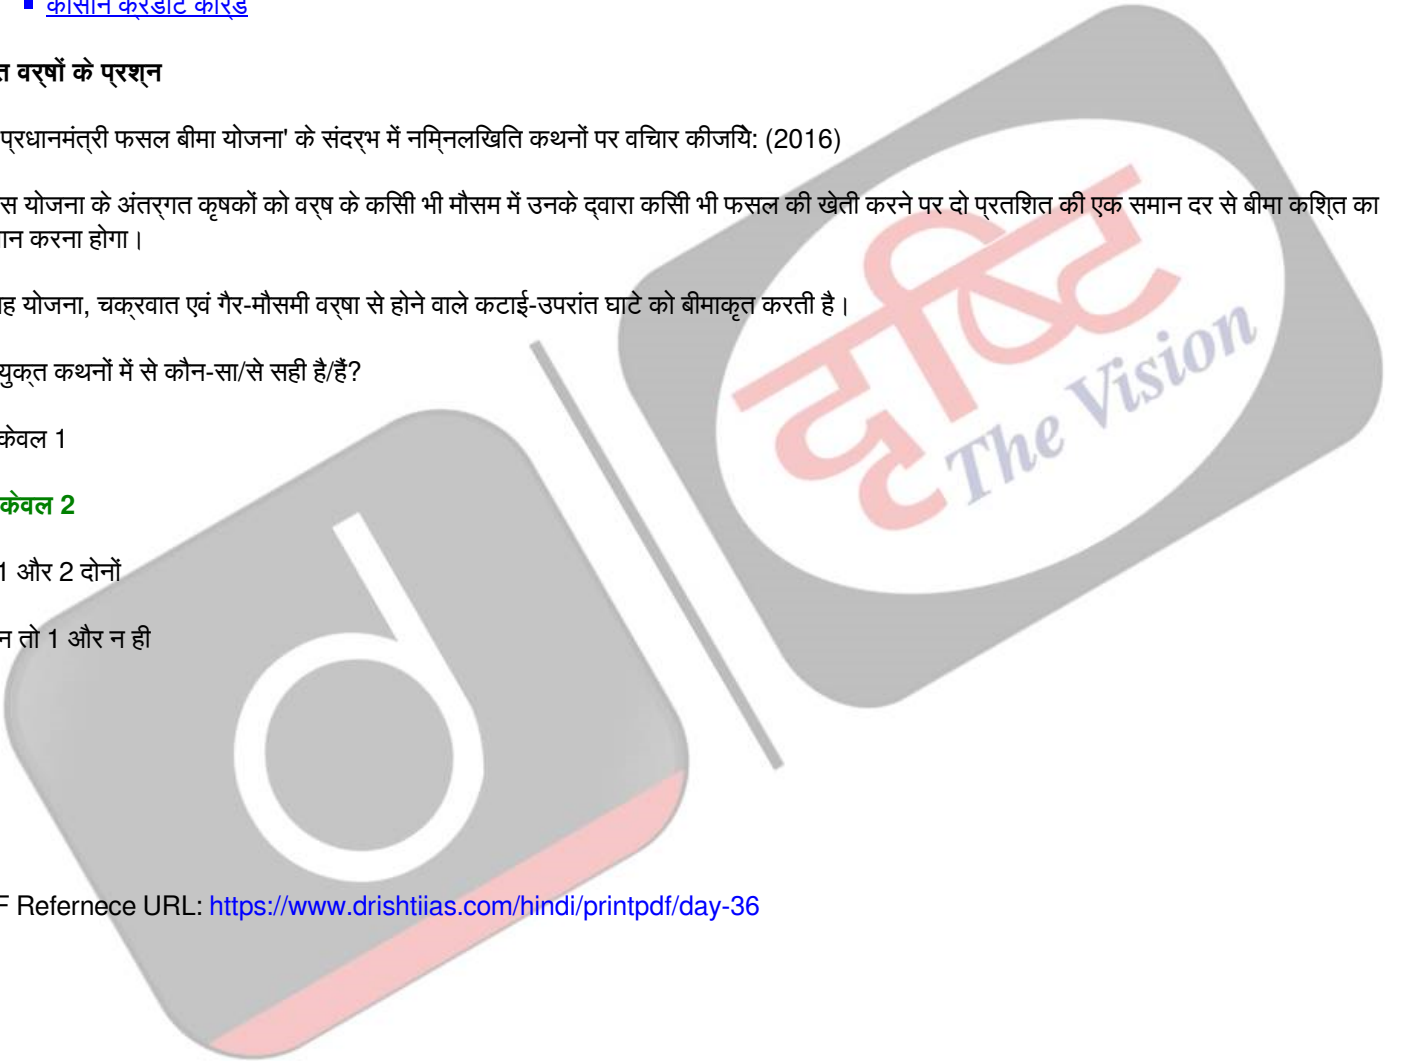 किसान क्रेडिट कार्ड
त वर्षों के प्रश्न
प्रधानमंत्री फसल बीमा योजना' के संदर्भ में निम्नलिखित कथनों पर विचार कीजिये: (2016)
स योजना के अंतर्गत कृषकों को वर्ष के किसी भी मौसम में उनके द्वारा किसी भी फसल की खेती करने पर दो प्रतिशत की एक समान दर से बीमा किश्त का
ान करना होगा।
ह योजना, चक्रवात एवं गैर-मौसमी वर्षा से होने वाले कटाई-उपरांत घाटे को बीमाकृत करती है।
युक्त कथनों में से कौन-सा/से सही है/हैं?
केवल 1
केवल 2
1 और 2 दोनों
न तो 1 और न ही
F Refernece URL: https://www.drishtiias.com/hindi/printpdf/day-36
दृष्टि
The Vision